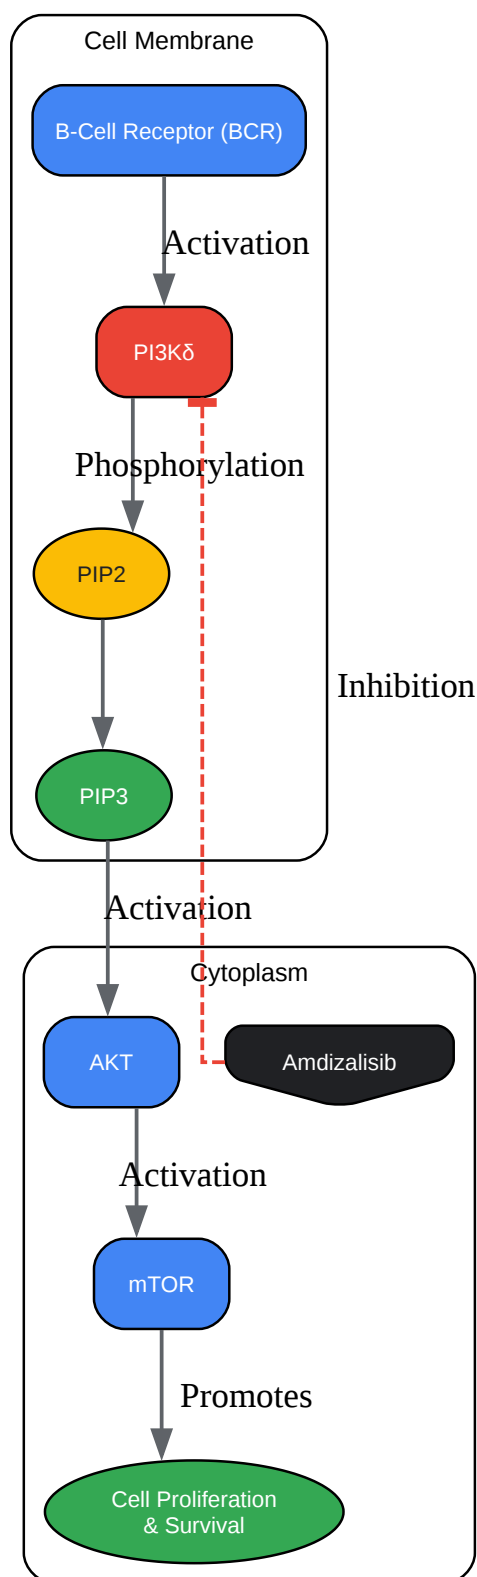 Cell Membrane
B-Cell Receptor (BCR)
Activation
PI3Kδ
Phosphorylation
PIP2
Inhibition
PIP3
Activation
Cytoplasm
AKT
Amdizalisib
Activation
mTOR
Promotes
Cell Proliferation
& Survival